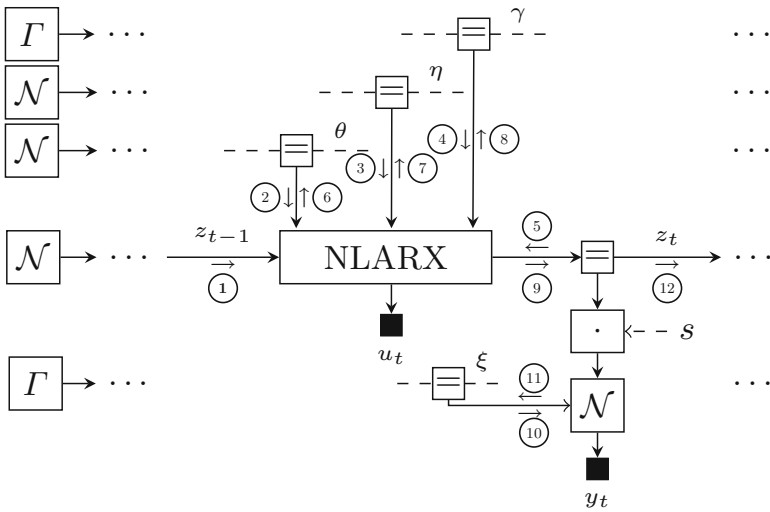 Γ ··· = γ ···
𝒩 ··· = η ···
𝒩 ··· = θ ···
④ ↓ ↑ ⑧
③ ↓ ↑ ⑦
② ↓ ↑ ⑥
z_{t−1} ⑤ z_t
𝒩 ··· → NLARX ← = ···
① → ⑨ → ⑫
u_t · s
Γ ··· = ξ ⑪ ← 𝒩 ···
→ ⑩
y_t